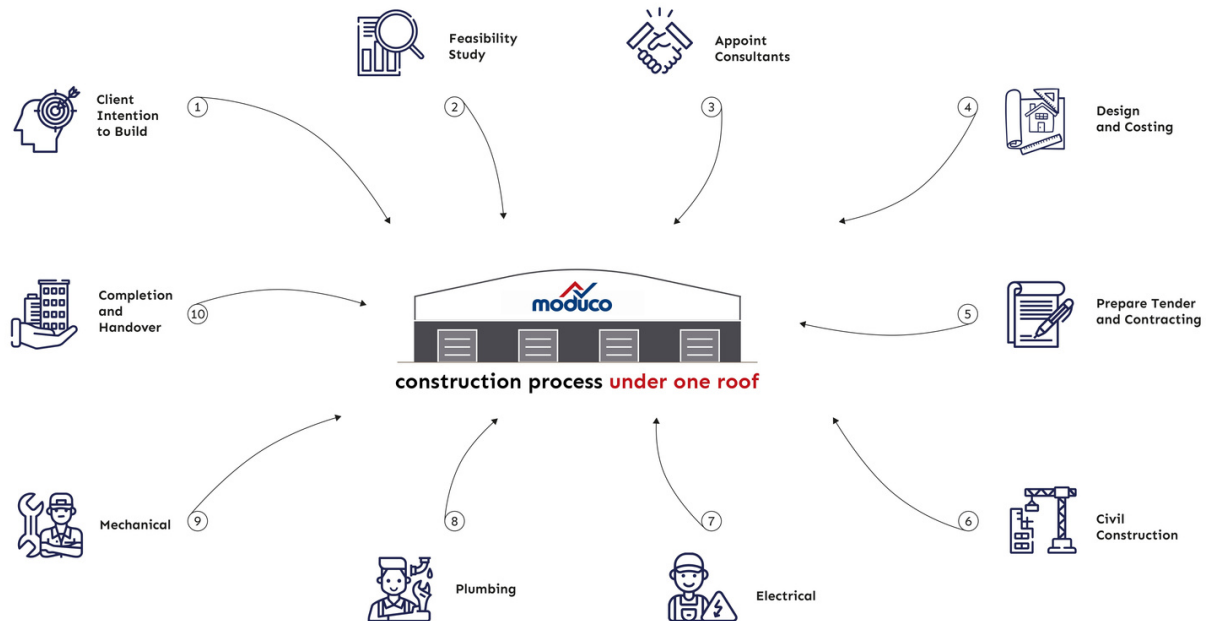 1
Client
Intention
to Build
2
Feasibility
Study
3
Appoint
Consultants
4
Design
and Costing
5
Prepare Tender
and Contracting
6
Civil
Construction
7
Electrical
8
Plumbing
9
Mechanical
10
Completion
and
Handover
moduco
construction process under one roof